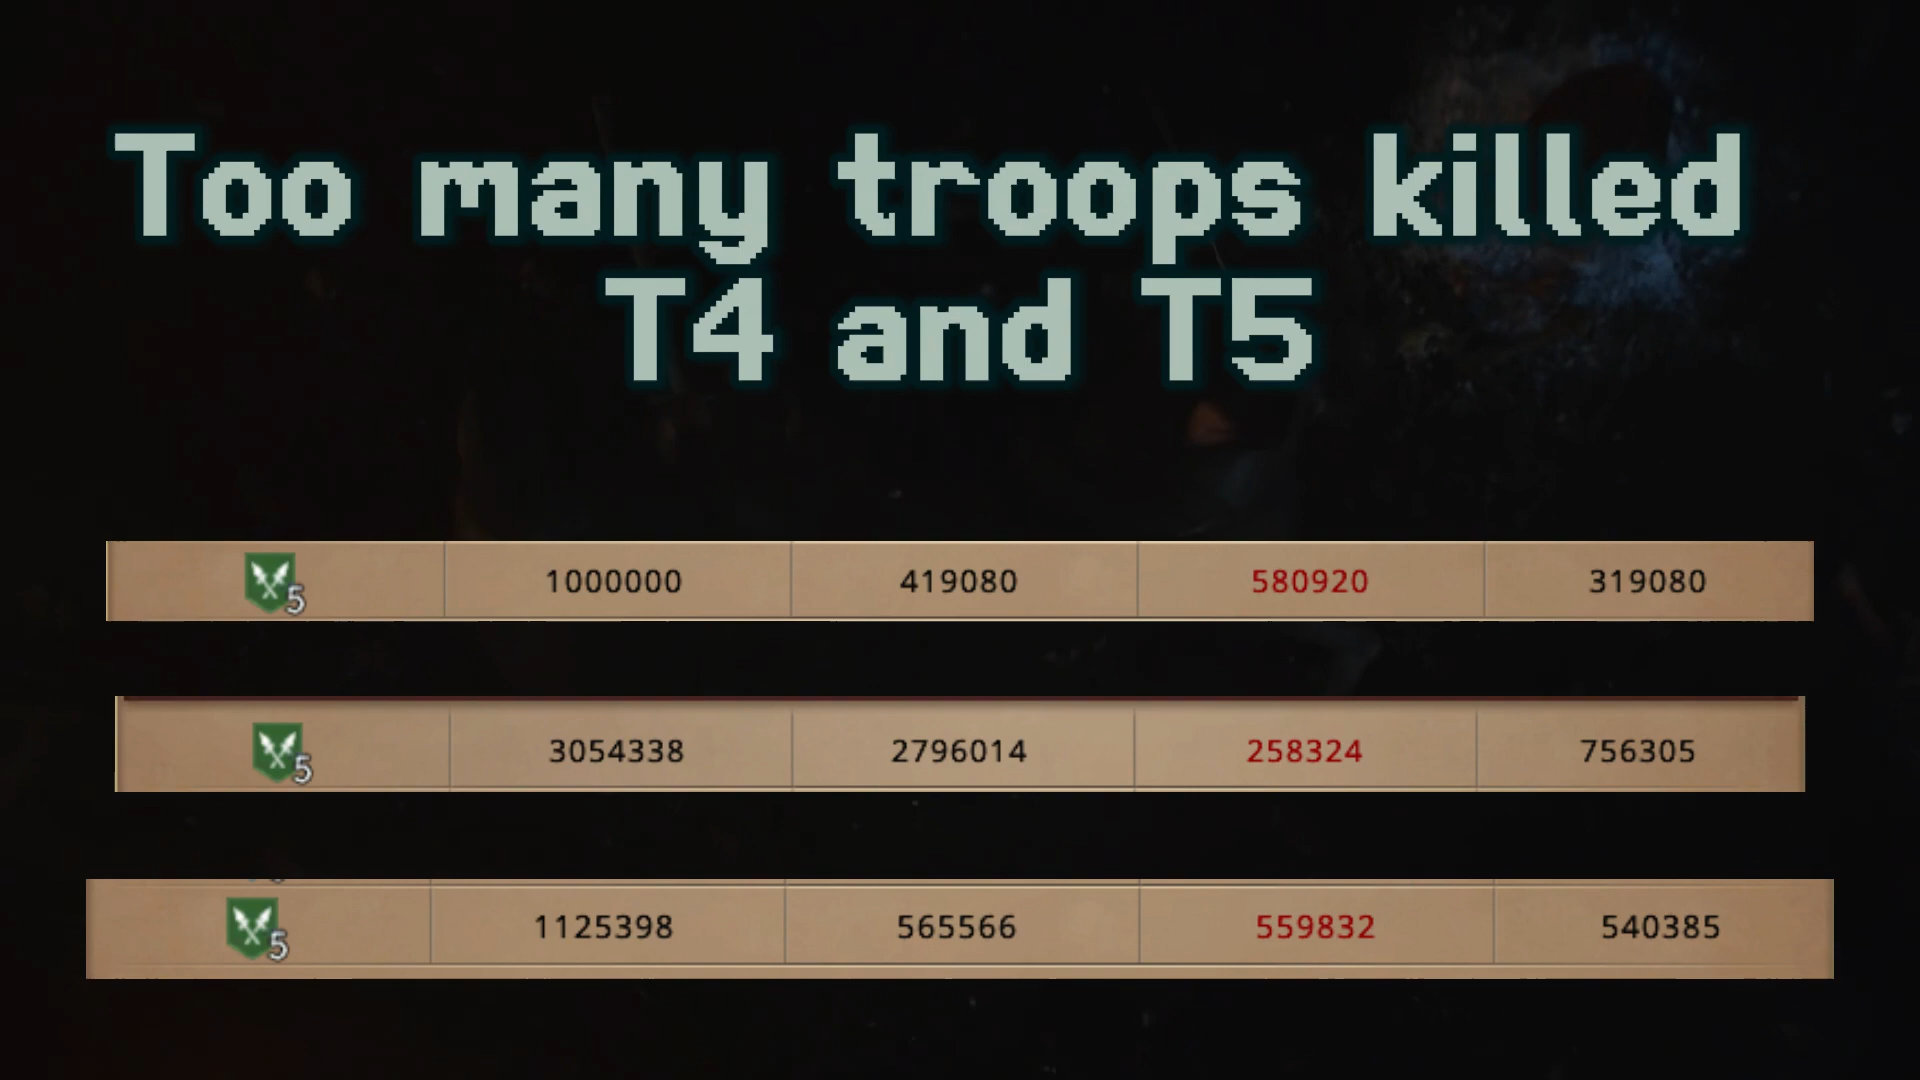 Too many troops killed
T4 and T5
5 1000000 419080 580920 319080
5 3054338 2796014 258324 756305
5 1125398 565566 559832 540385